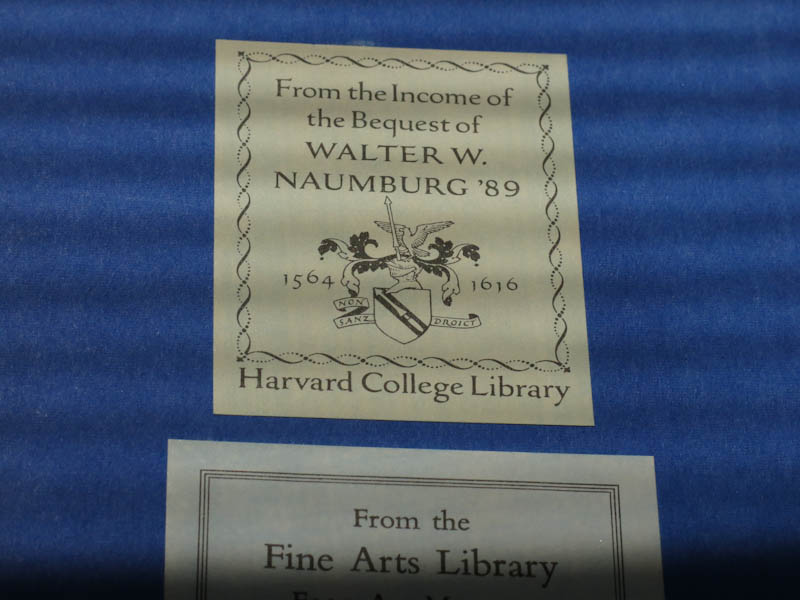 From the Income of
the Bequest of
WALTER W.
NAUMBURG '89
1564 1616
NON
SANZ DROICT
Harvard College Library
From the
Fine Arts Library